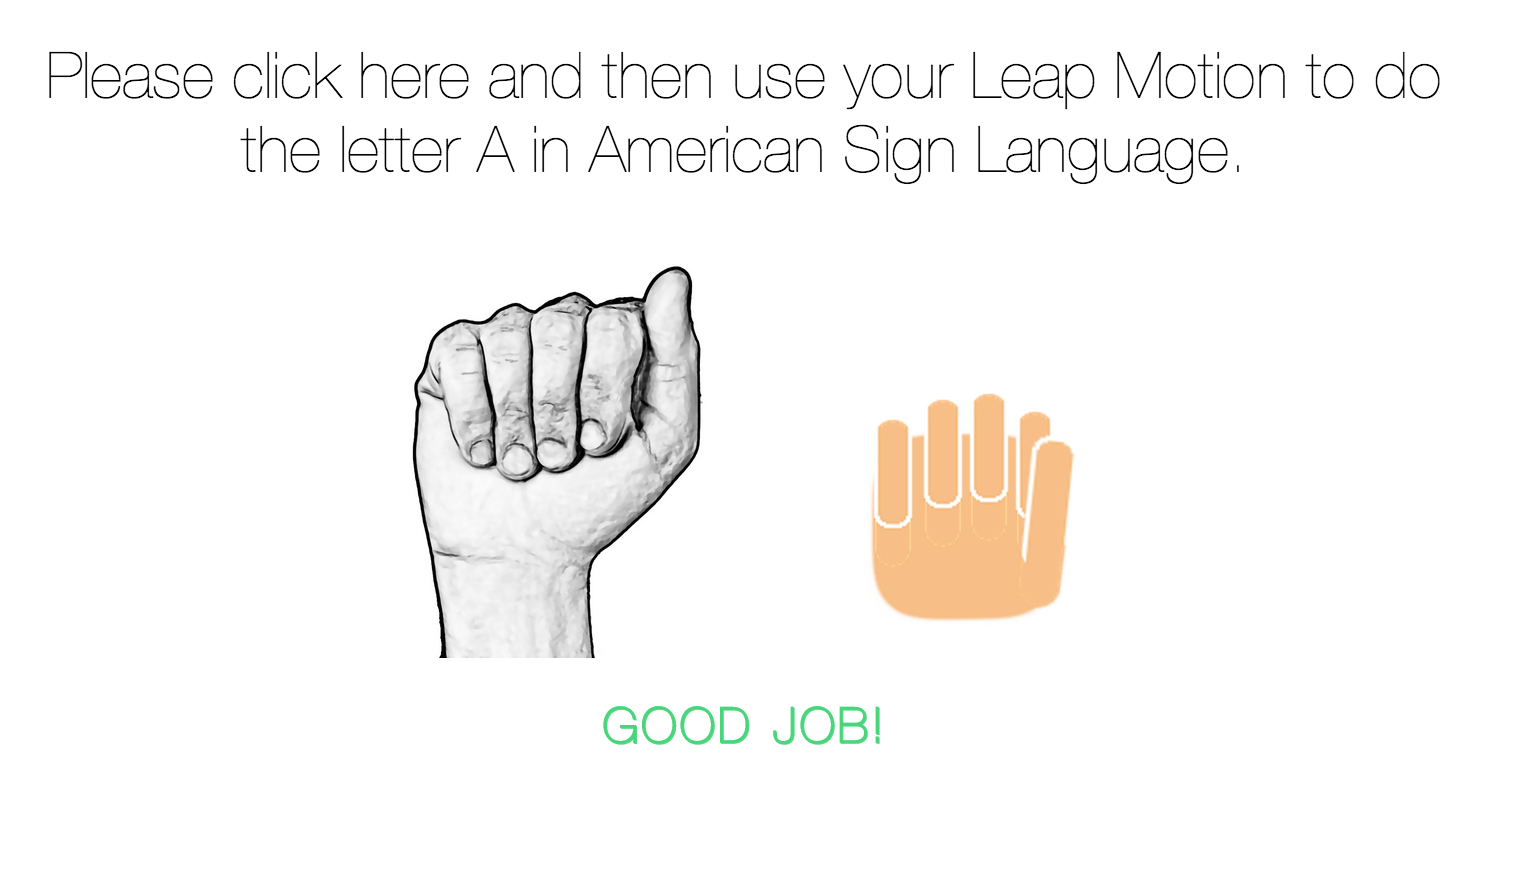 Please click here and then use your Leap Motion to do
the letter A in American Sign Language.
GOOD JOB!